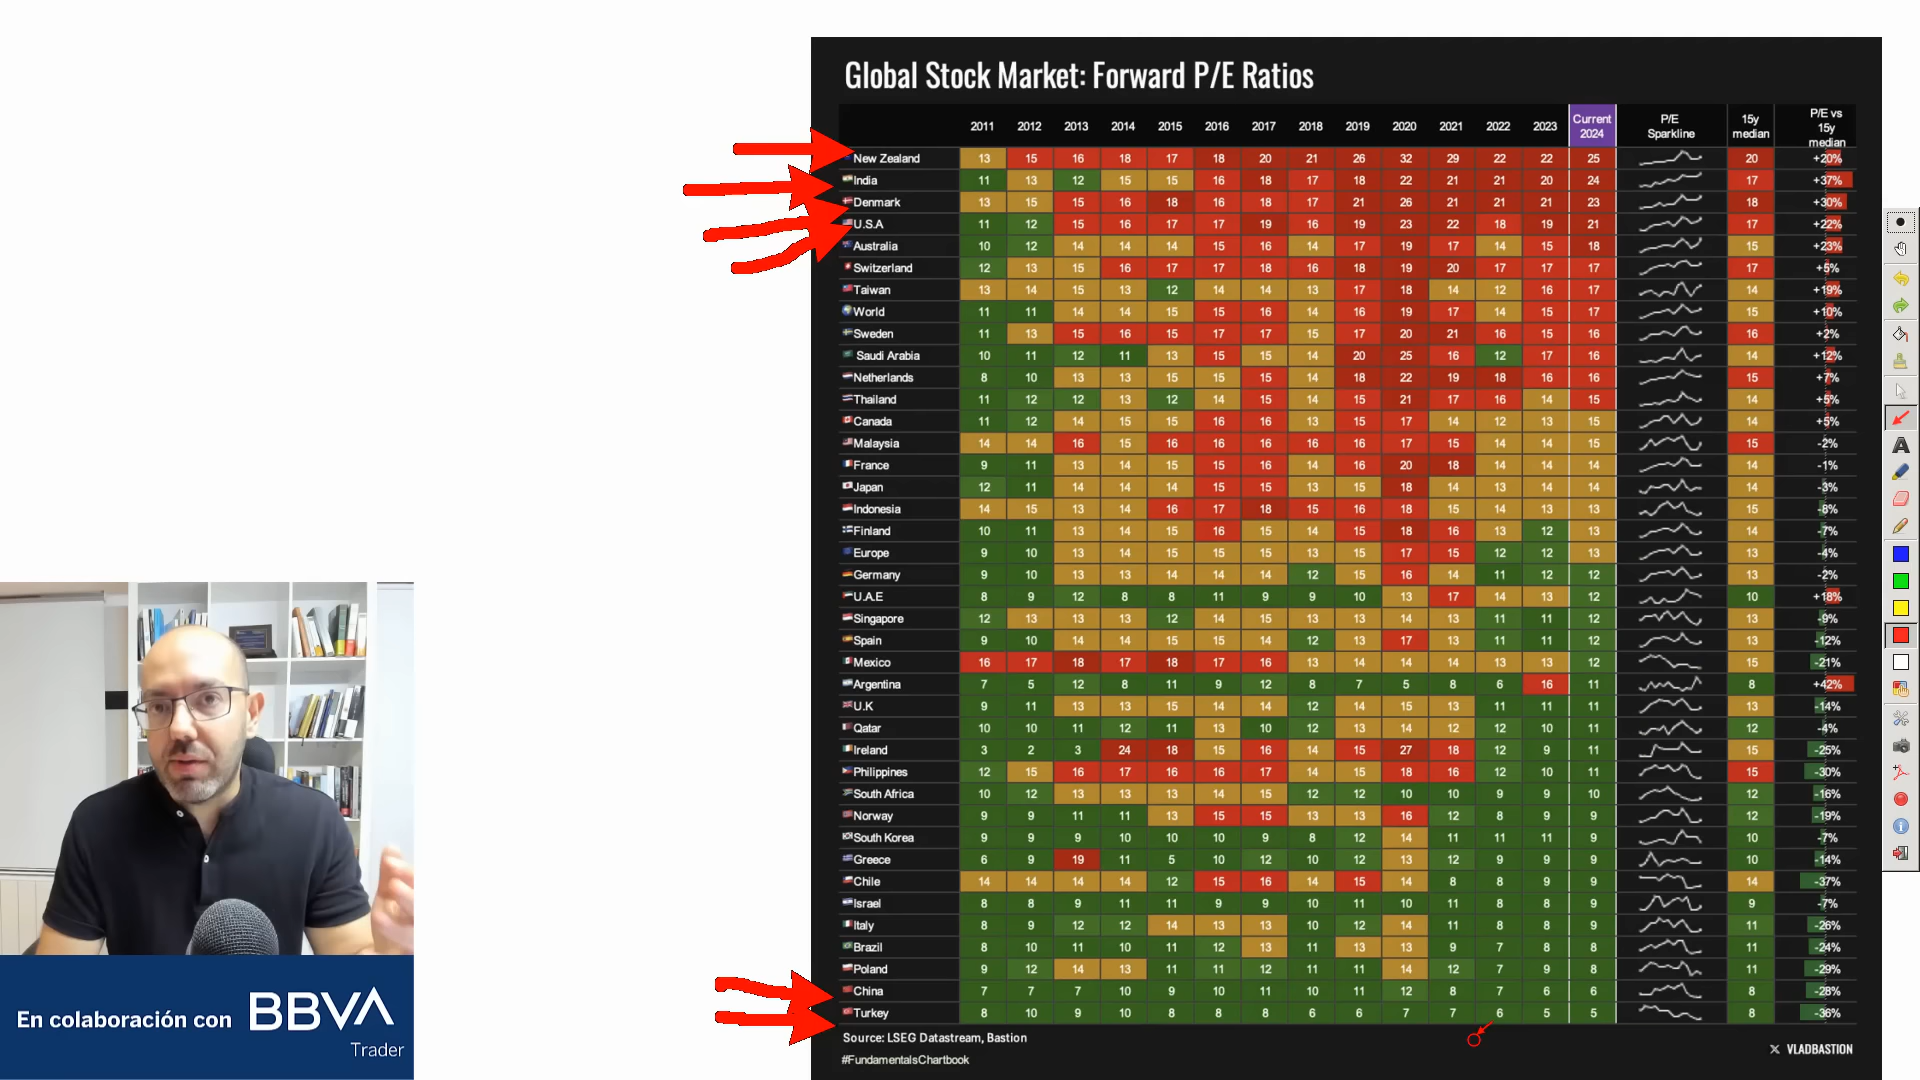 Global Stock Market: Forward P/E Ratios
2011 2012 2013 2014 2015 2016 2017 2018 2019 2020 2021 2022 2023 Current 2024 P/E Sparkline 15y median P/E vs 15y median
New Zealand 13 15 16 18 17 18 20 21 26 32 29 22 22 25 20 +20%
India 11 13 12 15 15 16 18 17 18 22 21 21 20 24 17 +37%
Denmark 13 15 15 16 18 16 18 17 21 26 21 21 21 23 18 +30%
U.S.A 11 12 15 16 17 17 19 16 19 23 22 18 19 21 17 +22%
Australia 10 12 14 14 14 15 16 14 17 19 17 14 15 18 15 +23%
Switzerland 12 13 15 16 17 17 18 16 18 19 20 17 17 17 17 +5%
Taiwan 13 14 15 13 12 14 14 13 17 18 14 12 16 17 14 +19%
World 11 11 14 14 15 15 16 14 16 19 17 14 15 17 15 +10%
Sweden 11 13 15 16 15 17 17 15 17 20 21 16 15 16 16 +2%
Saudi Arabia 10 11 12 11 13 15 15 14 20 25 16 12 17 16 14 +12%
Netherlands 8 10 13 13 15 15 15 14 18 22 19 18 16 16 15 +7%
Thailand 11 12 12 13 12 14 15 14 15 21 17 16 14 15 14 +5%
Canada 11 12 14 15 15 16 16 13 15 17 14 12 13 15 14 +5%
Malaysia 14 14 16 15 16 16 16 16 16 17 15 14 14 15 15 -2%
France 9 11 13 14 15 15 16 14 16 20 18 14 14 14 14 -1%
Japan 12 11 14 14 14 15 15 13 15 18 14 13 14 14 14 -3%
Indonesia 14 15 13 14 16 17 18 15 16 18 15 14 13 13 15 -8%
Finland 10 11 13 14 15 16 15 14 15 18 16 13 12 13 14 -7%
Europe 9 10 13 14 15 15 15 13 15 17 15 12 12 13 13 -4%
Germany 9 10 13 13 14 14 14 12 15 16 14 11 12 12 13 -2%
U.A.E 8 9 12 8 8 11 9 9 10 13 17 14 13 12 10 +18%
Singapore 12 13 13 13 12 14 15 13 13 14 13 11 11 12 13 -9%
Spain 9 10 14 14 15 15 14 12 13 17 13 11 11 12 13 -12%
Mexico 16 17 18 17 18 17 16 13 14 14 14 13 13 12 15 -21%
Argentina 7 5 12 8 11 9 12 8 7 5 8 6 16 11 8 +42%
U.K 9 11 13 13 15 14 14 12 14 15 13 11 11 11 13 -14%
Qatar 10 10 11 12 11 13 10 12 13 14 12 12 10 11 12 -4%
Ireland 3 2 3 24 18 15 16 14 15 27 18 12 9 11 15 -25%
Philippines 12 15 16 17 16 16 17 14 15 18 16 12 10 11 15 -30%
South Africa 10 12 13 13 13 14 15 12 12 10 10 9 9 10 12 -16%
Norway 9 9 11 11 13 15 15 13 13 16 12 8 9 9 12 -19%
South Korea 9 9 9 10 10 10 9 8 12 14 11 11 11 9 10 -7%
Greece 6 9 19 11 5 10 12 10 12 13 12 9 9 9 10 -14%
Chile 14 14 14 14 12 15 16 14 15 14 8 8 9 9 14 -37%
Israel 8 8 9 11 11 9 9 10 11 10 11 8 8 9 9 -7%
Italy 8 9 12 12 14 13 13 10 12 14 11 8 8 9 11 -26%
Brazil 8 10 11 10 11 12 13 11 13 13 9 7 8 8 11 -24%
Poland 9 12 14 13 11 11 12 11 11 14 12 7 9 8 11 -29%
China 7 7 7 10 9 10 11 10 11 12 8 7 6 6 8 -28%
Turkey 8 10 9 10 8 8 8 6 6 7 7 6 5 5 8 -36%
Source: LSEG Datastream, Bastion
#FundamentalsChartbook
X VLADBASTION
En colaboración con BBVA
Trader
A